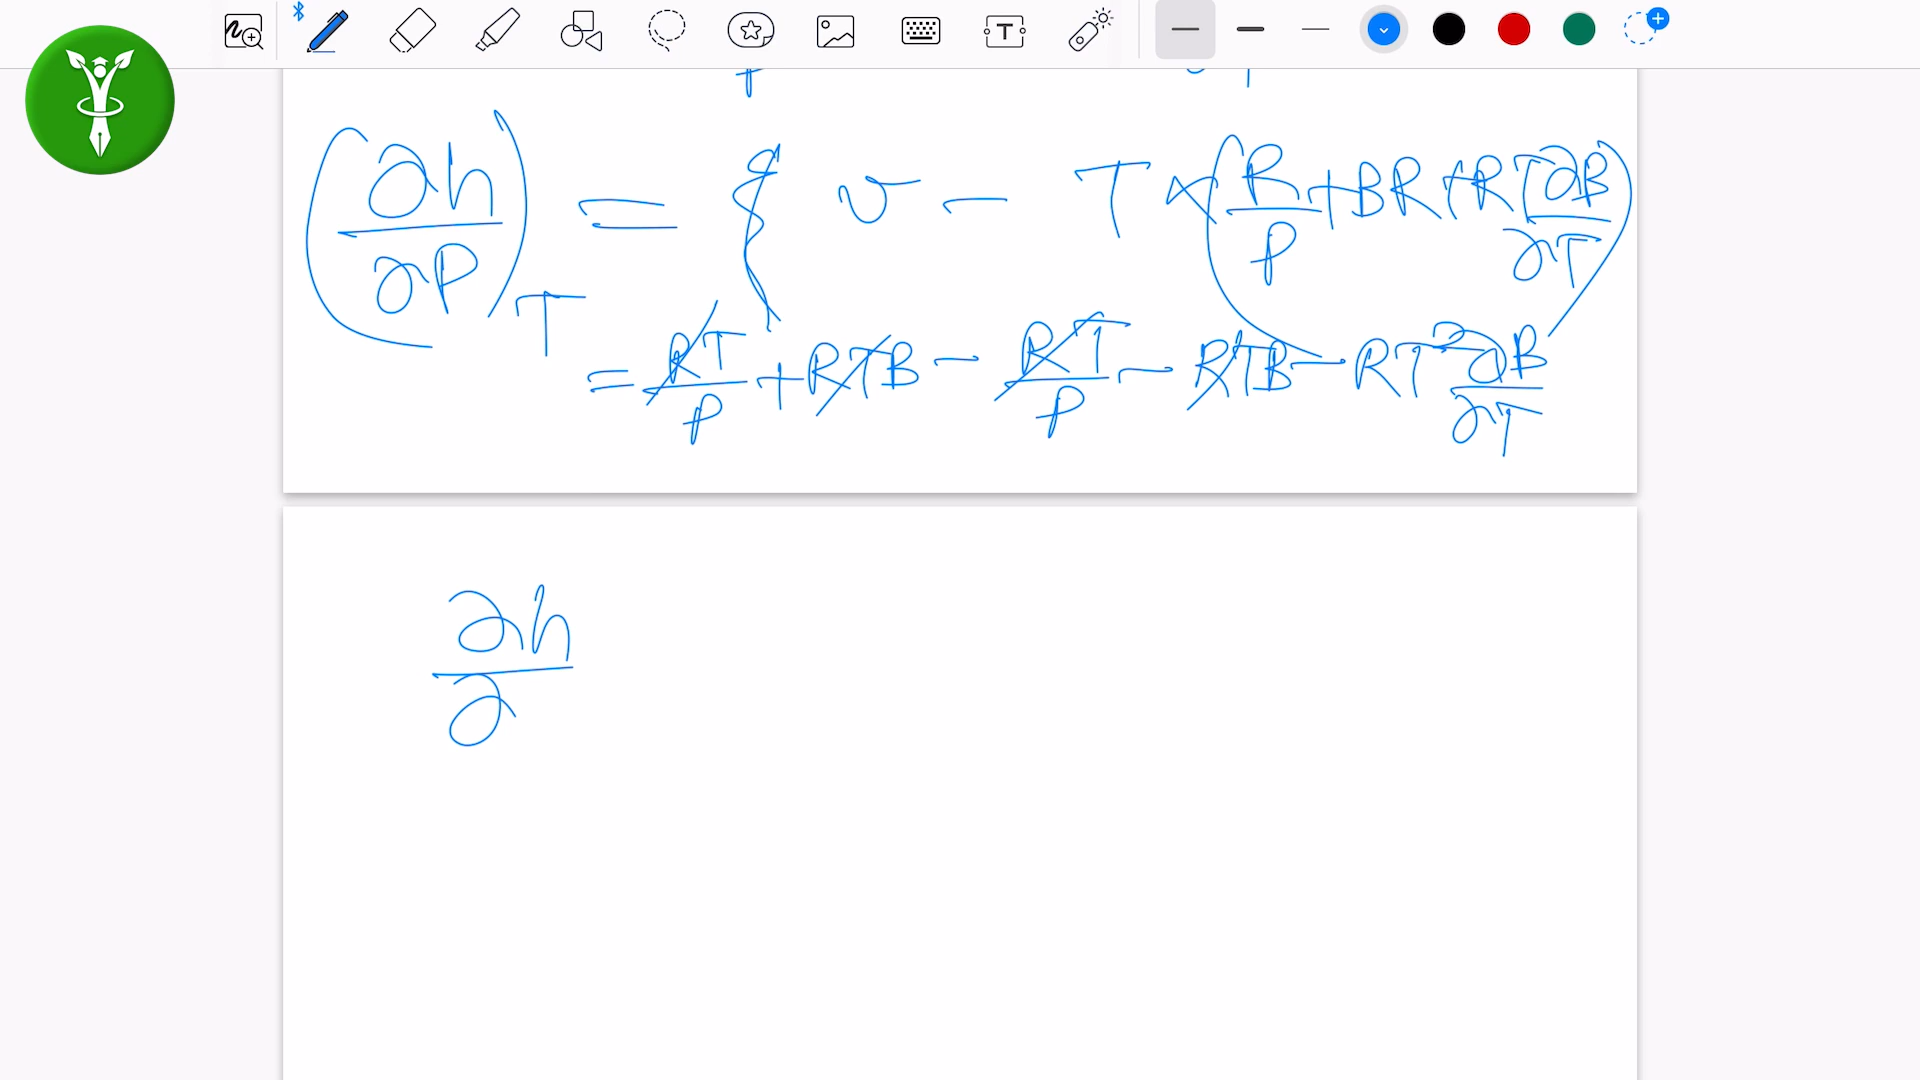 (∂h/∂P)_T = { v − T × (R/P + BR + RT ∂B/∂T)
= RT/P + RTB − RT/P − RTB − RT² ∂B/∂T
∂h/∂